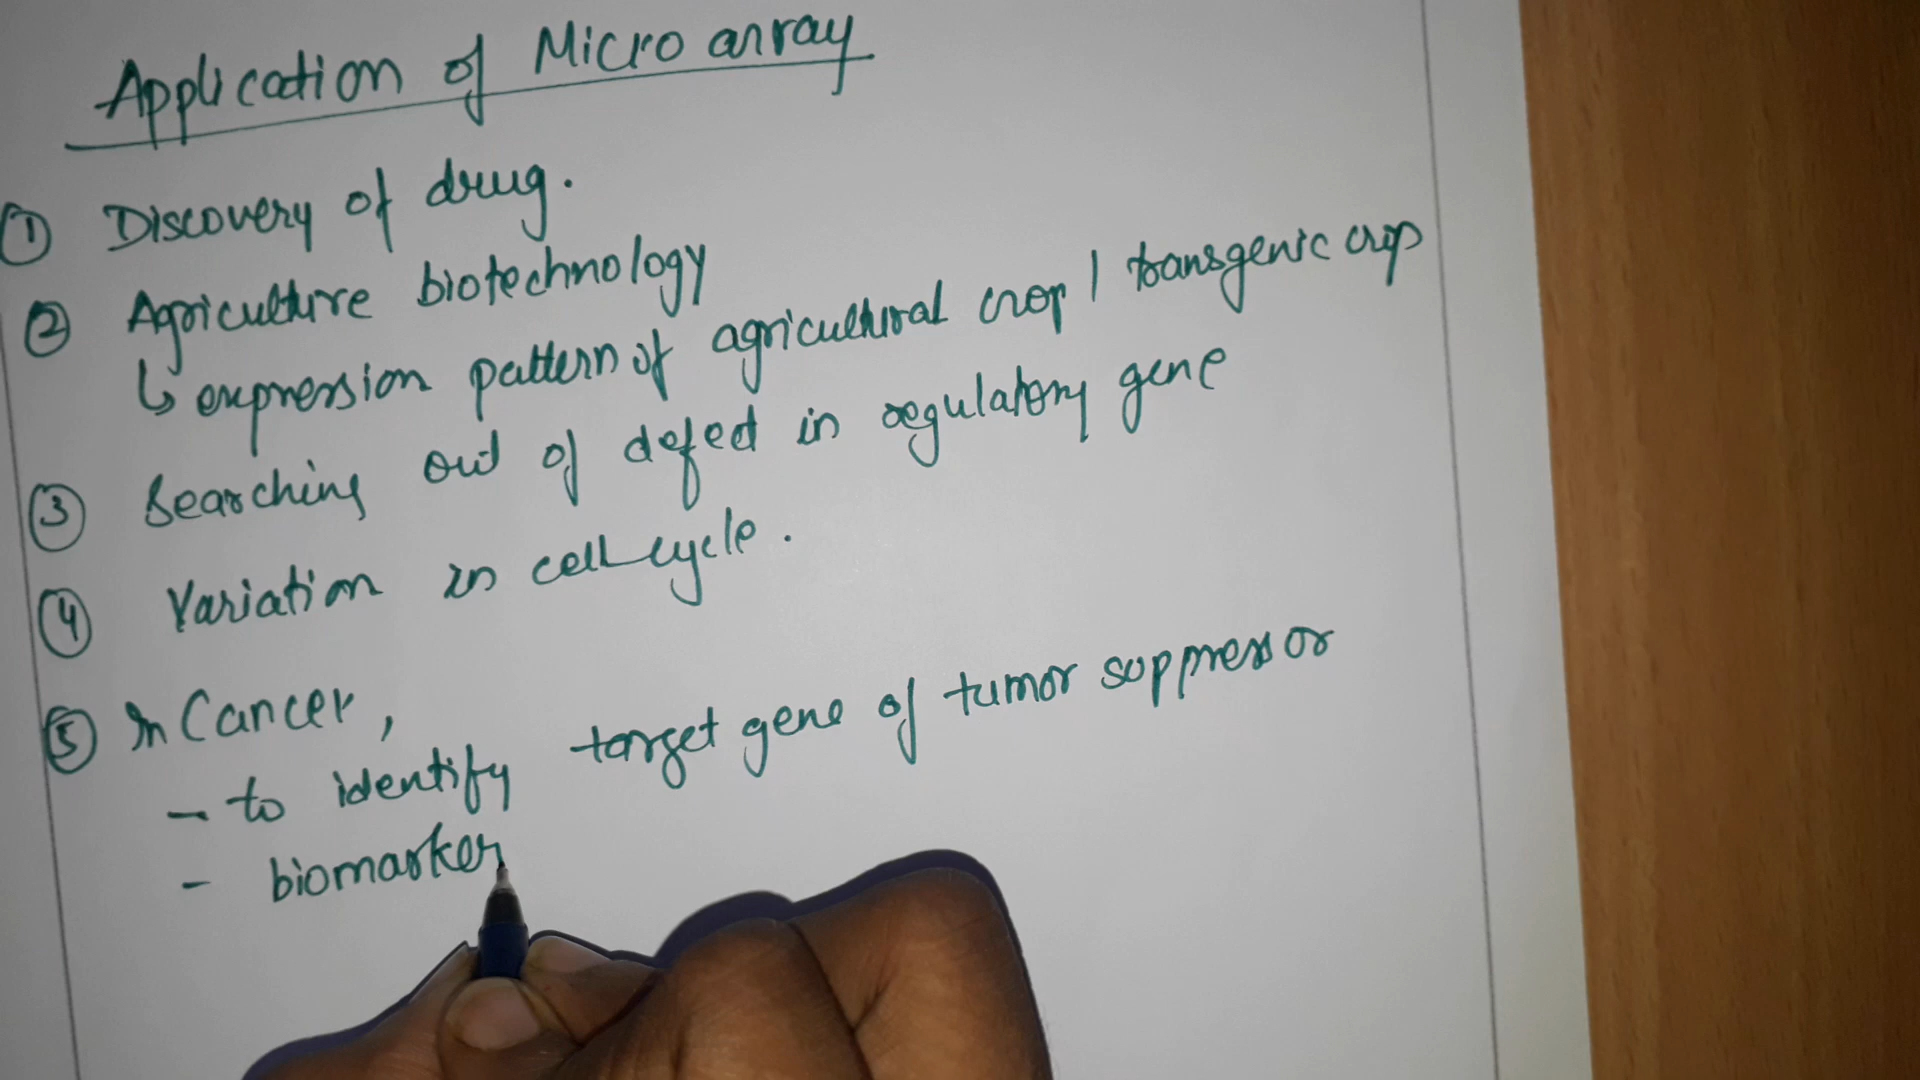 Application of Micro array
① Discovery of drug.
② Agriculture biotechnology
↳ expression pattern of agricultural crop / transgenic crop
③ Searching out of defect in regulatory gene
④ Variation in cell cycle.
⑤ In Cancer,
- to identify target gene of tumor suppressor
- biomarker